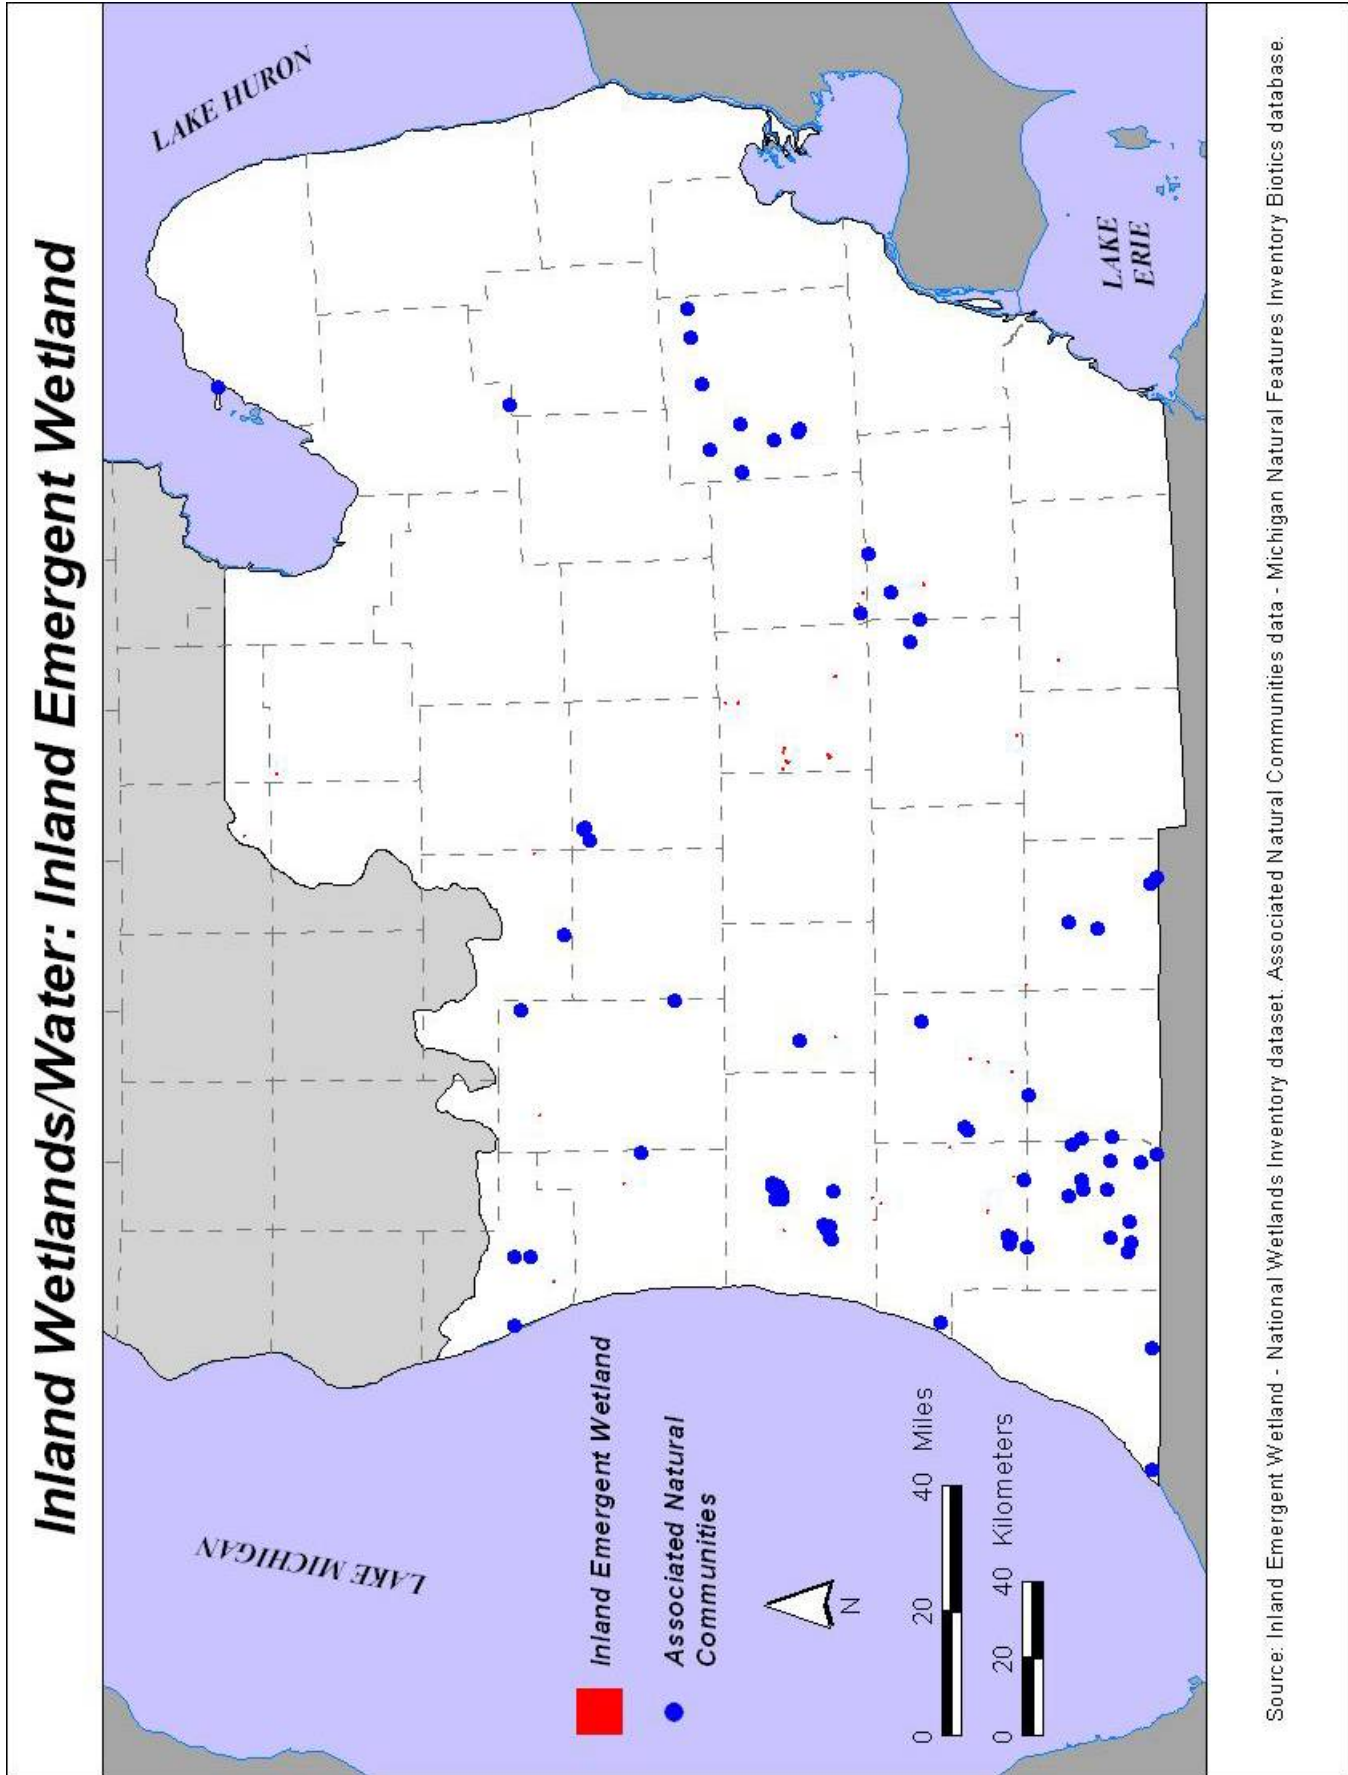 Inland Wetlands/Water: Inland Emergent Wetland
LAKE HURON
LAKE MICHIGAN
LAKE
ERIE
Inland Emergent Wetland
Associated Natural
Communities
N
0 20 40 Miles
0 20 40 Kilometers
Source: Inland Emergent Wetland - National Wetlands Inventory dataset. Associated Natural Communities data - Michigan Natural Features Inventory Biotics database.